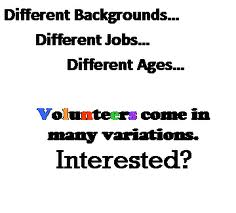 Different Backgrounds...
Different Jobs...
Different Ages...
Volunteers come in
many variations.
Interested?